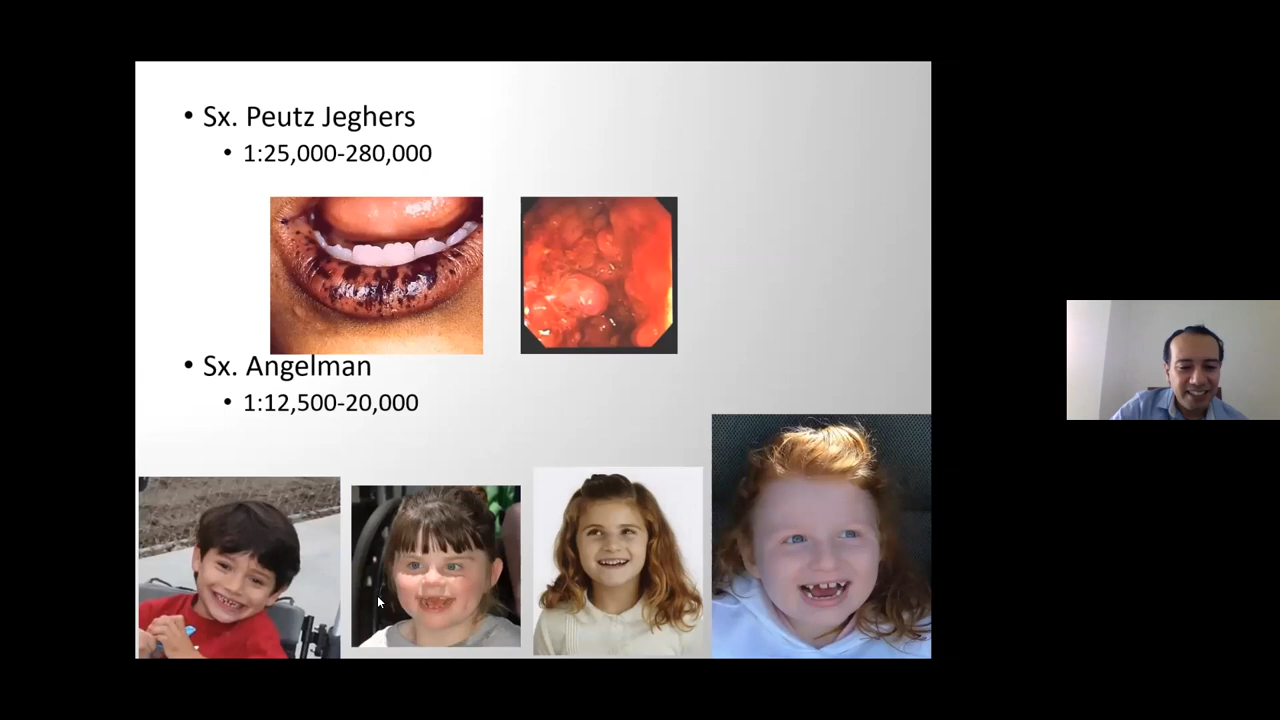 • Sx. Peutz Jeghers
• 1:25,000-280,000
• Sx. Angelman
• 1:12,500-20,000